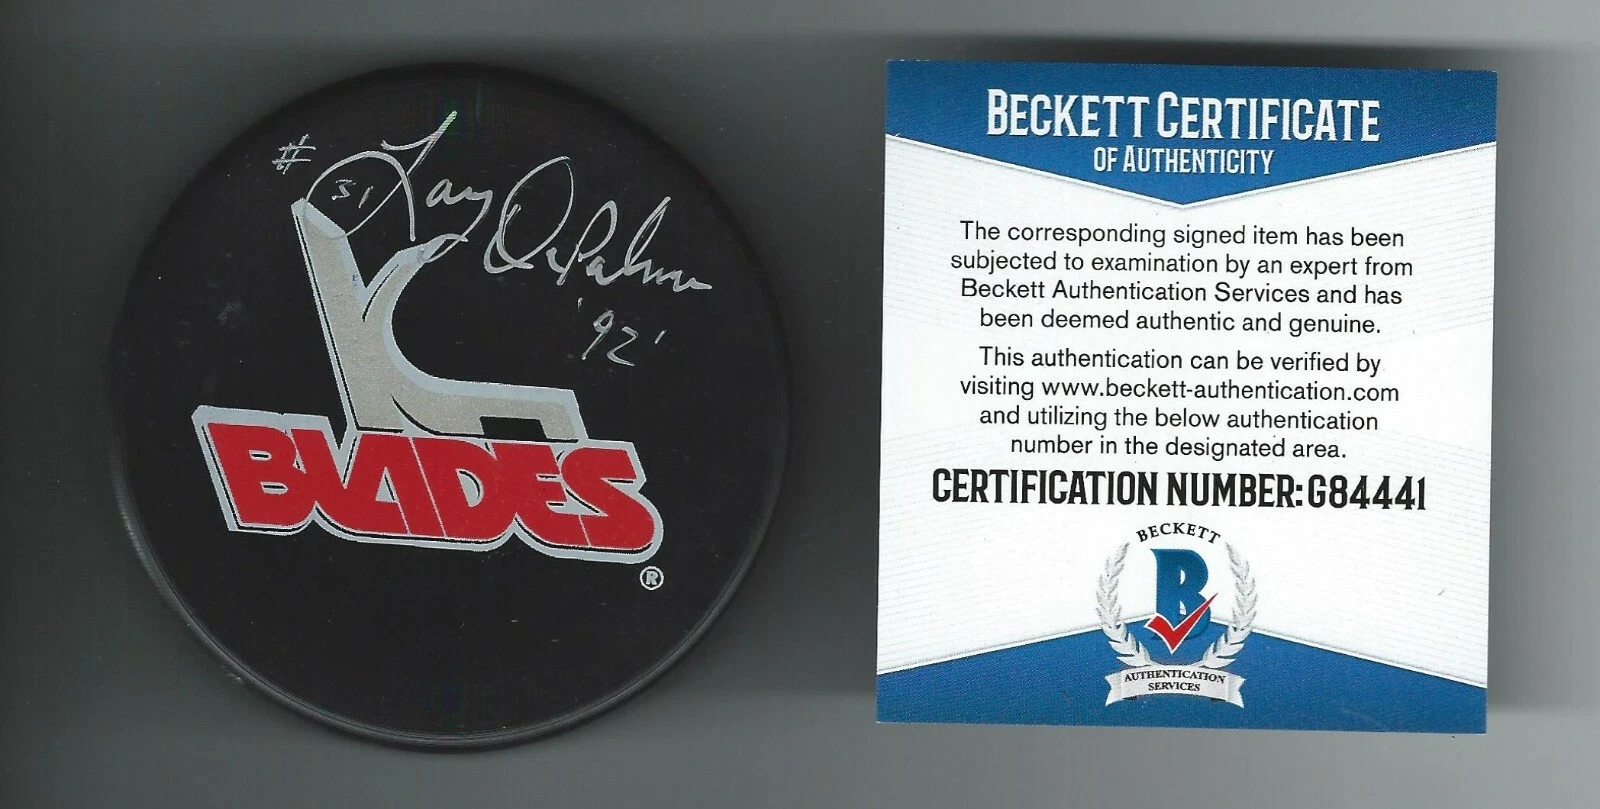 # 31 Larry DePalma
'92'
BLADES
®
BECKETT CERTIFICATE
OF AUTHENTICITY
The corresponding signed item has been
subjected to examination by an expert from
Beckett Authentication Services and has
been deemed authentic and genuine.
This authentication can be verified by
visiting www.beckett-authentication.com
and utilizing the below authentication
number in the designated area.
CERTIFICATION NUMBER:G84441
BECKETT
B
AUTHENTICATION
SERVICES